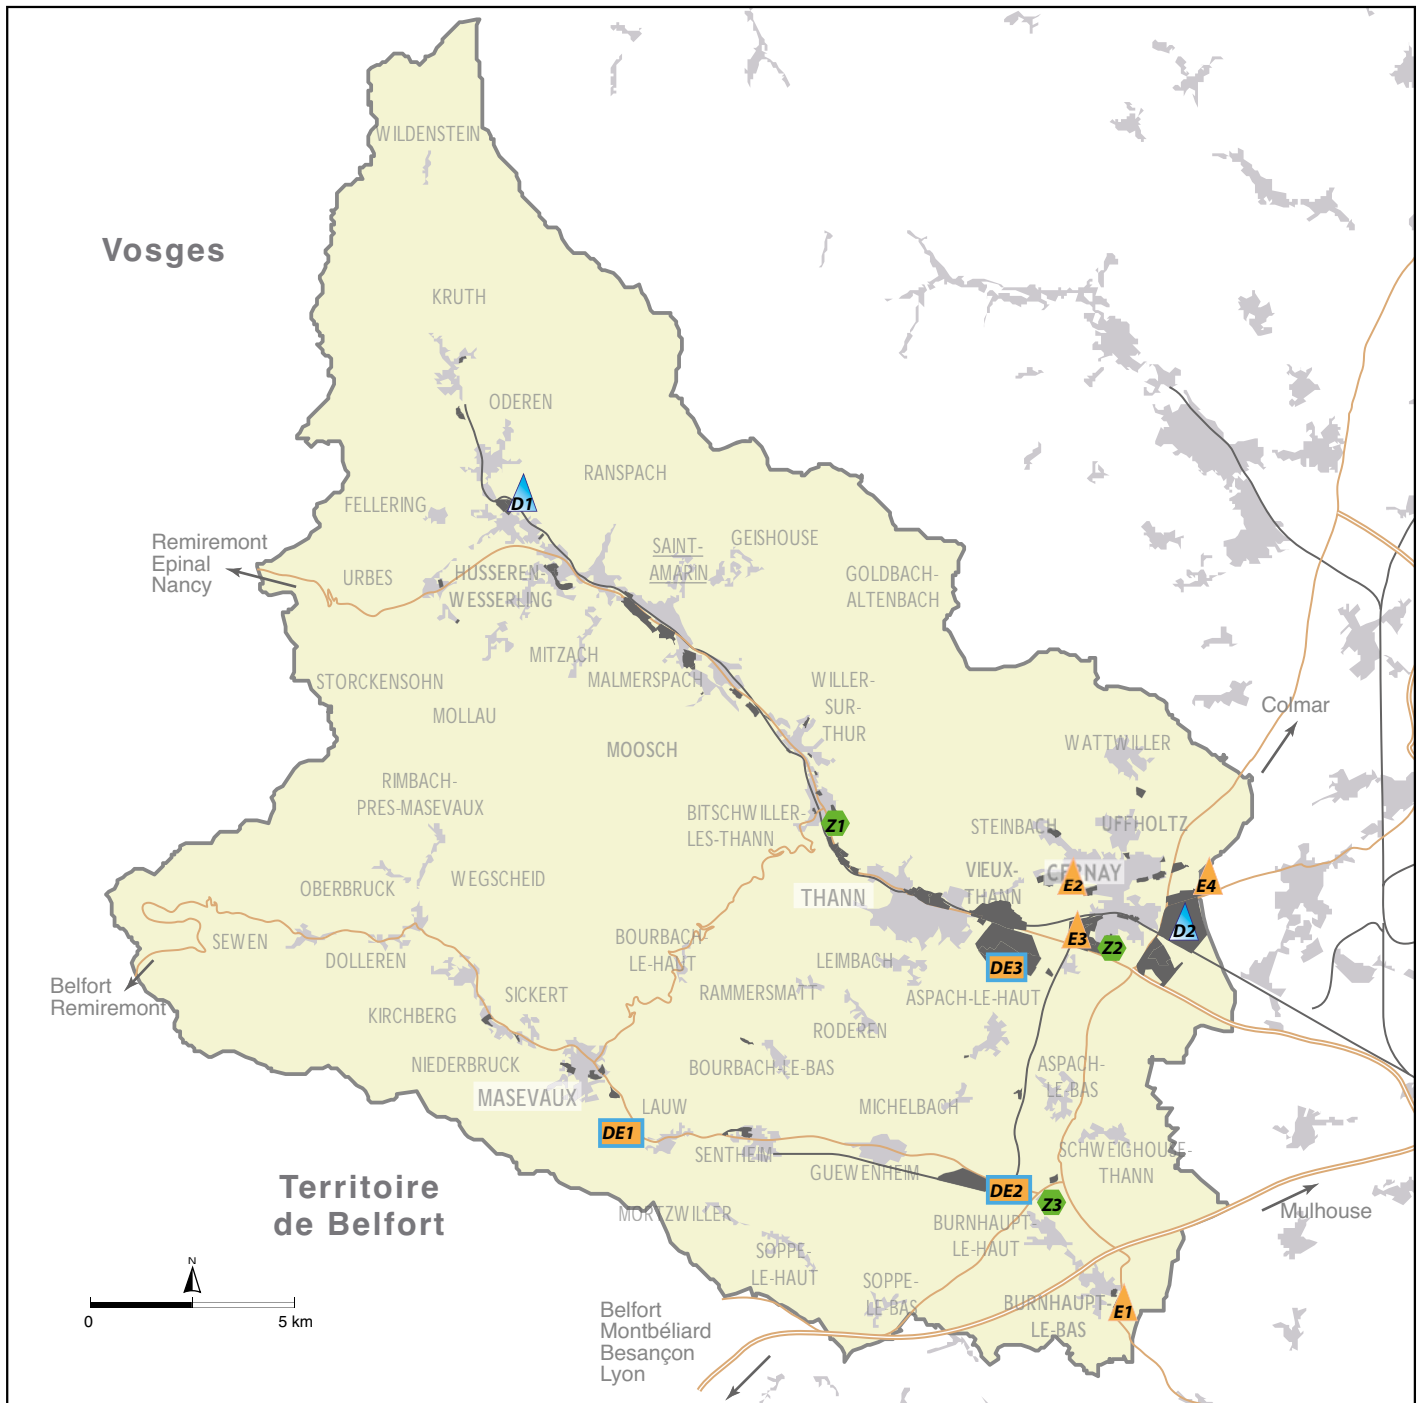 WILDENSTEIN
Vosges
KRUTH
ODEREN
RANSPACH
D1
FELLERING
Remiremont
Epinal
Nancy
URBES
HUSSEREN-
WESSERLING
SAINT-
AMARIN
GEISHOUSE
GOLDBACH-
ALTENBACH
MITZACH
STORCKENSOHN
MALMERSPACH
MOLLAU
WILLER-
SUR-
THUR
MOOSCH
Colmar
WATTWILLER
RIMBACH-
PRES-MASEVAUX
BITSCHWILLER-
LES-THANN
Z1
STEINBACH
UFFHOLTZ
OBERBRUCK
WEGSCHEID
VIEUX-
THANN
CERNAY
E2
E4
THANN
SEWEN
DOLLEREN
BOURBACH-
LE-HAUT
LEIMBACH
DE3
E3
Z2
D2
Belfort
Remiremont
SICKERT
KIRCHBERG
RAMMERSMATT
ASPACH-LE-HAUT
RODEREN
NIEDERBRUCK
BOURBACH-LE-BAS
ASPACH-
LE-BAS
MASEVAUX
LAUW
MICHELBACH
DE1
SENTHEIM
GUEWENHEIM
SCHWEIGHOUSE-
THANN
DE2
Z3
Territoire
de Belfort
MORTZWILLER
BURNHAUPT-
LE-HAUT
Mulhouse
SOPPE-
LE-HAUT
SOPPE-
LE-BAS
BURNHAUPT-
LE-BAS
E1
N
0 5 km
Belfort
Montbéliard
Besançon
Lyon